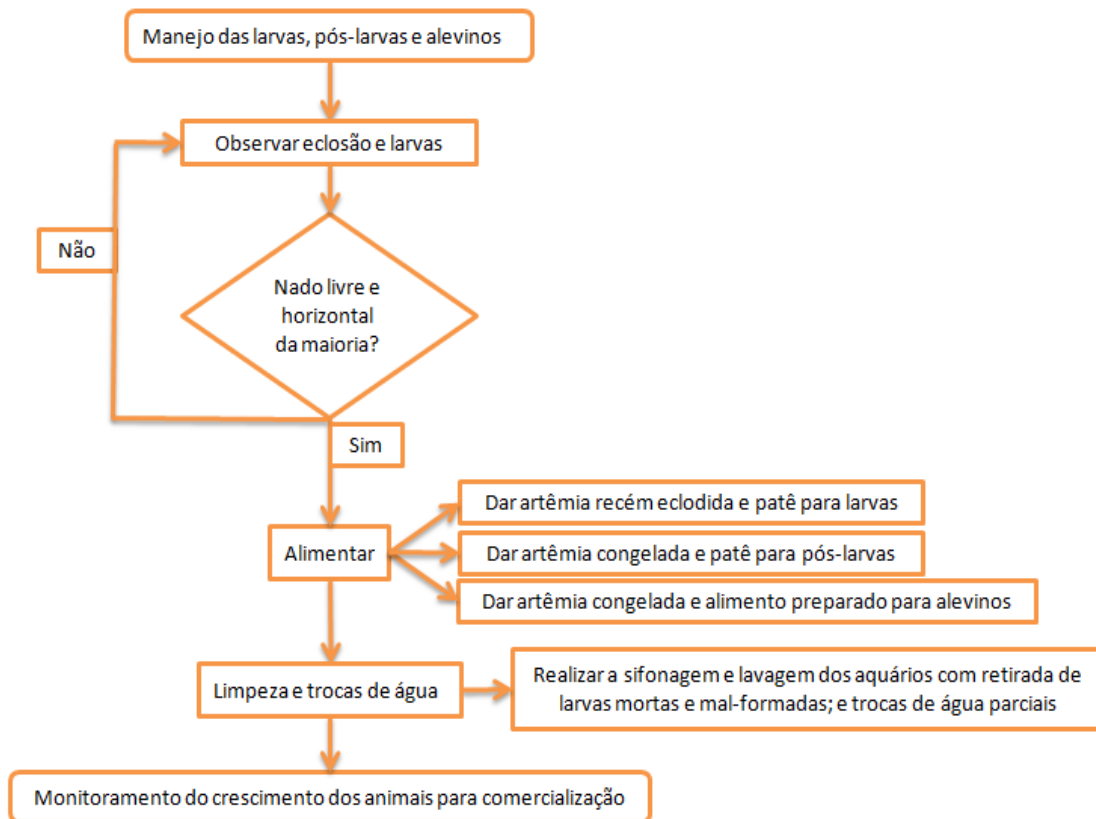 Manejo das larvas, pós-larvas e alevinos
Observar eclosão e larvas
Não
Nado livre e
horizontal
da maioria?
Sim
Dar artêmia recém eclodida e patê para larvas
Alimentar
Dar artêmia congelada e patê para pós-larvas
Dar artêmia congelada e alimento preparado para alevinos
Limpeza e trocas de água
Realizar a sifonagem e lavagem dos aquários com retirada de
larvas mortas e mal-formadas; e trocas de água parciais
Monitoramento do crescimento dos animais para comercialização